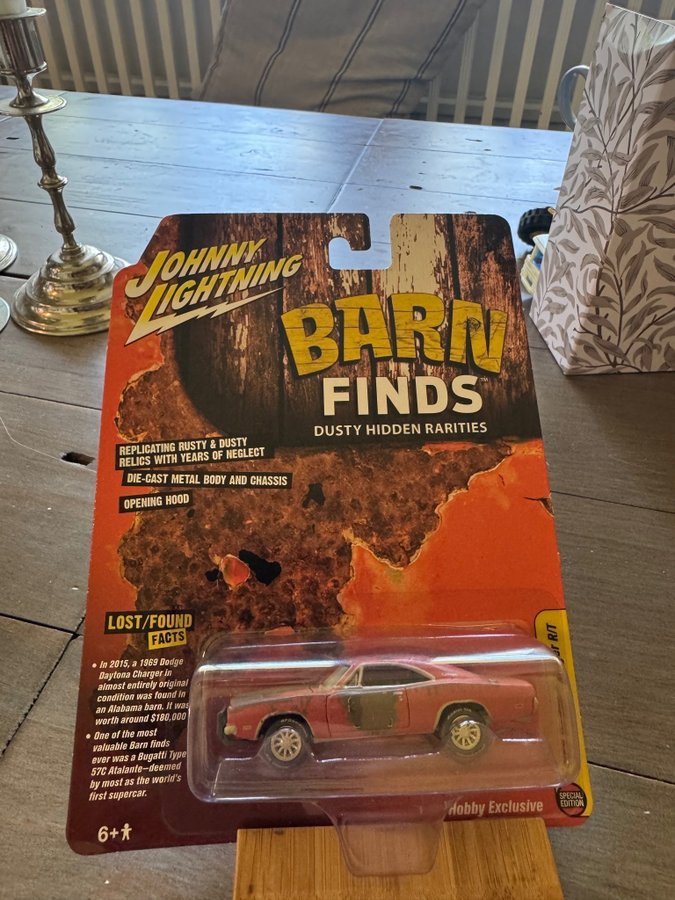 JOHNNY
LIGHTNING
BARN
FINDS™
DUSTY HIDDEN RARITIES
REPLICATING RUSTY & DUSTY
RELICS WITH YEARS OF NEGLECT
DIE-CAST METAL BODY AND CHASSIS
OPENING HOOD
LOST/FOUND
FACTS
• In 2015, a 1969 Dodge
Daytona Charger in
almost entirely original
condition was found in
an Alabama barn. It was
worth around $180,000
• One of the most
valuable Barn finds
ever was a Bugatti Type
57C Atalante—deemed
by most as the world's
first supercar.
6+
R/T
Hobby Exclusive
SPECIAL
EDITION